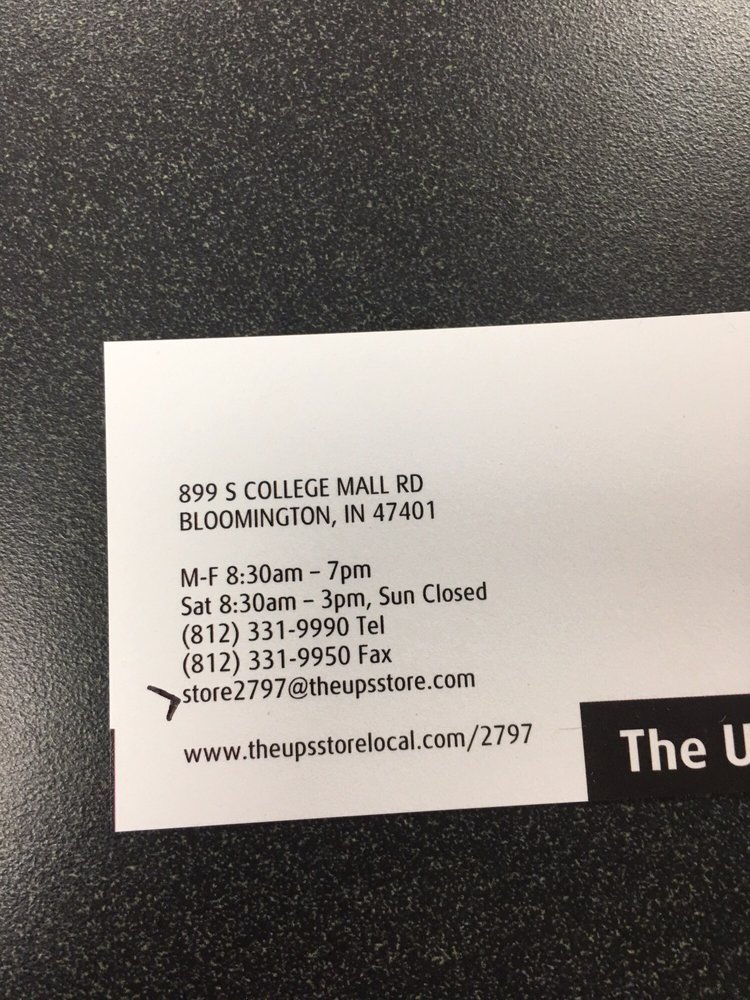 899 S COLLEGE MALL RD
BLOOMINGTON, IN 47401
M-F 8:30am – 7pm
Sat 8:30am – 3pm, Sun Closed
(812) 331-9990 Tel
(812) 331-9950 Fax
store2797@theupsstore.com
www.theupsstorelocal.com/2797
The U